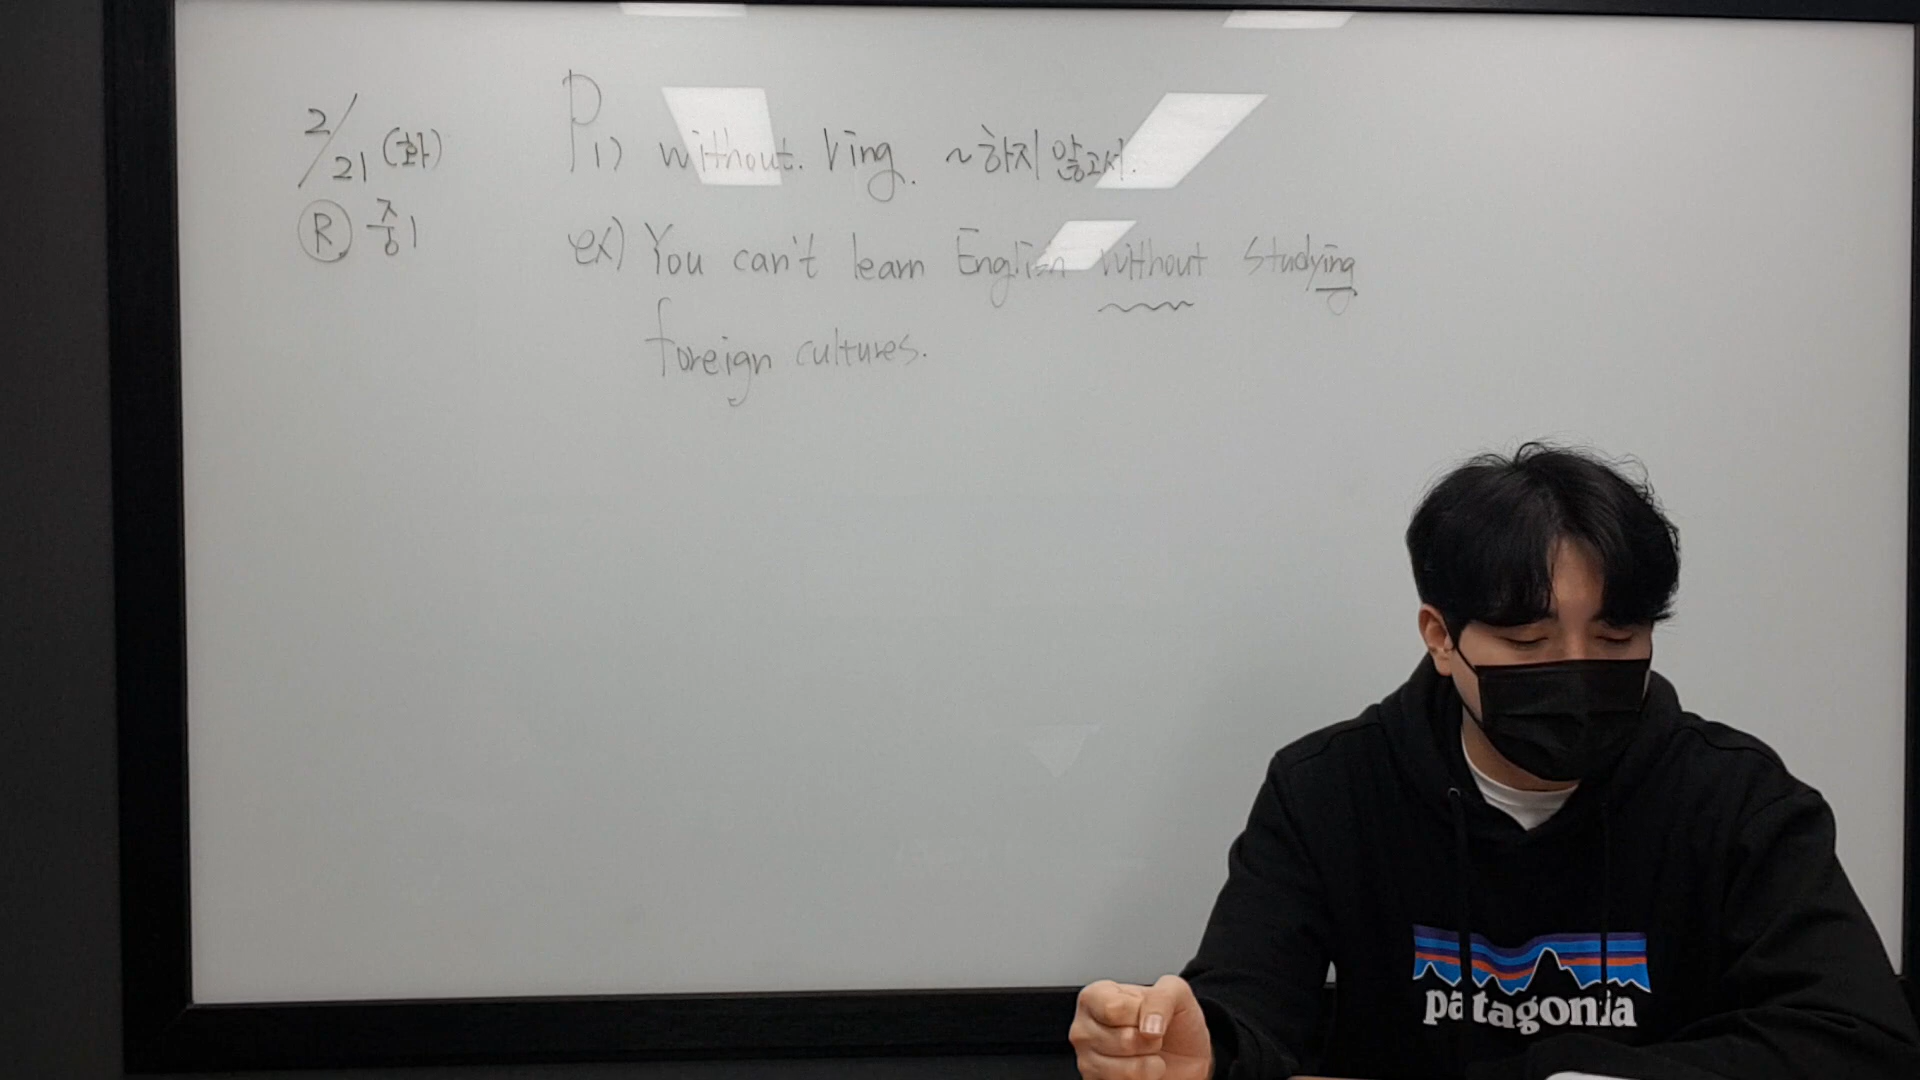 2/21 (화)
Ⓡ 중1
P1) without. Ving. ~하지 않고서.
ex) You can't learn English without studying
foreign cultures.
patagonia